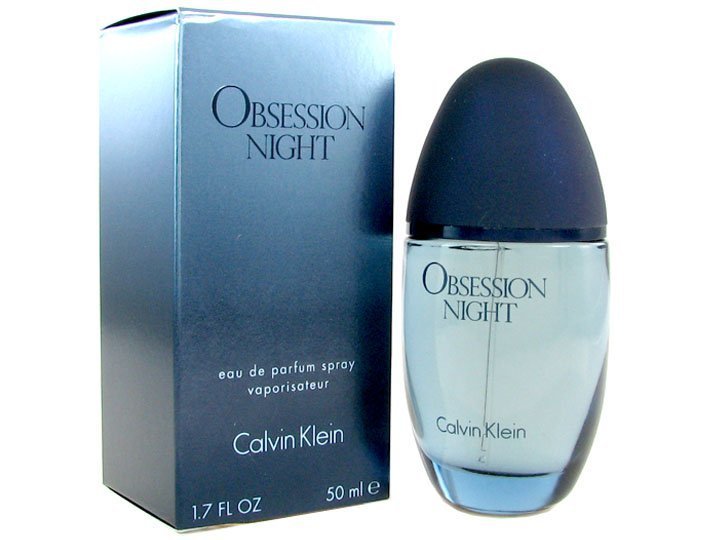 OBSESSION
NIGHT
eau de parfum spray
vaporisateur
Calvin Klein
1.7 FL OZ
50 ml e
OBSESSION
NIGHT
Calvin Klein